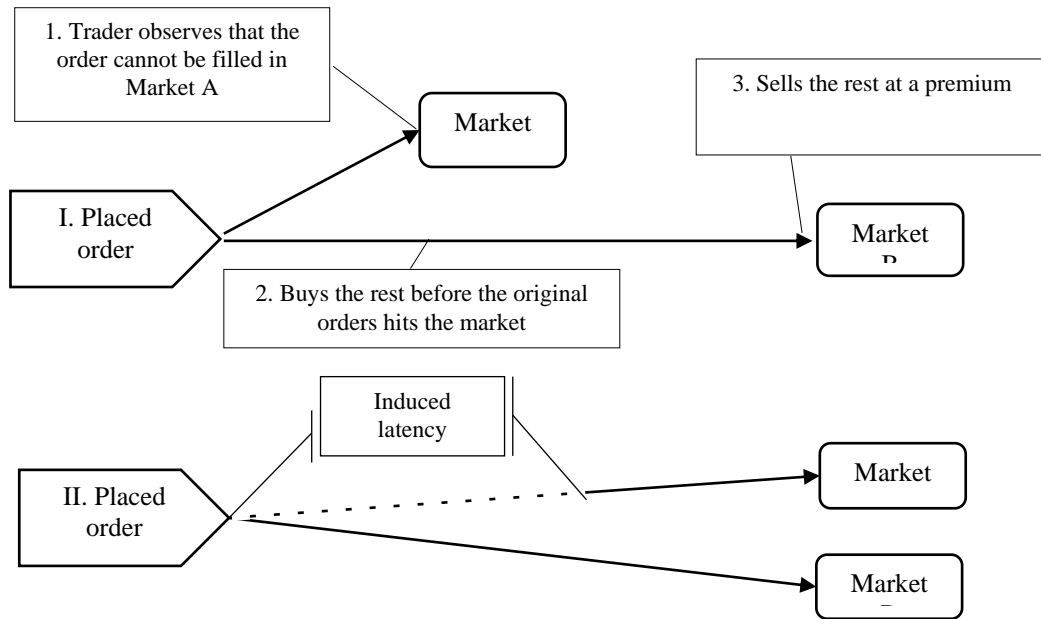 1. Trader observes that the
order cannot be filled in
Market A
Market
3. Sells the rest at a premium
I. Placed
order
Market
2. Buys the rest before the original
orders hits the market
Induced
latency
II. Placed
order
Market
Market